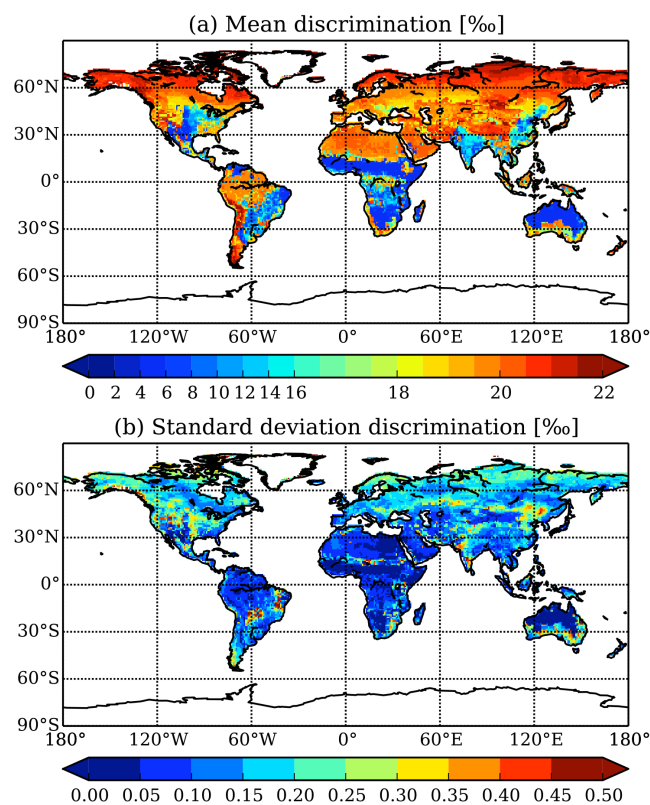 (a) Mean discrimination [‰]
60°N
30°N
0°
30°S
60°S
90°S
180° 120°W 60°W 0° 60°E 120°E 180°
0 2 4 6 8 10 12 14 16 18 20 22
(b) Standard deviation discrimination [‰]
60°N
30°N
0°
30°S
60°S
90°S
180° 120°W 60°W 0° 60°E 120°E 180°
0.00 0.05 0.10 0.15 0.20 0.25 0.30 0.35 0.40 0.45 0.50